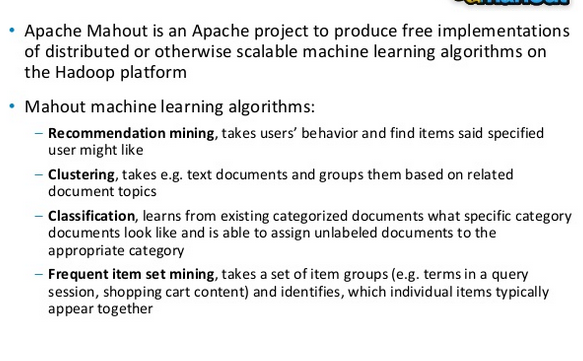 • Apache Mahout is an Apache project to produce free implementations
of distributed or otherwise scalable machine learning algorithms on
the Hadoop platform
• Mahout machine learning algorithms:
– Recommendation mining, takes users' behavior and find items said specified
user might like
– Clustering, takes e.g. text documents and groups them based on related
document topics
– Classification, learns from existing categorized documents what specific category
documents look like and is able to assign unlabeled documents to the
appropriate category
– Frequent item set mining, takes a set of item groups (e.g. terms in a query
session, shopping cart content) and identifies, which individual items typically
appear together